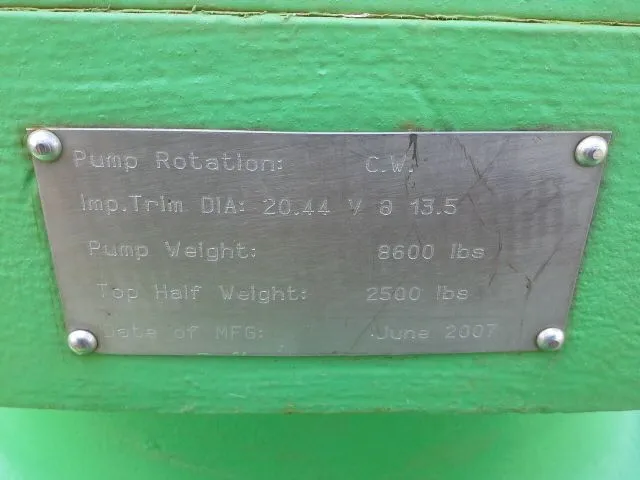 Pump Rotation: C.W.
Imp.Trim DIA: 20.44 V @ 13.5
Pump Weight: 8600 lbs
Top Half Weight: 2500 lbs
Date of MFG: June 2007